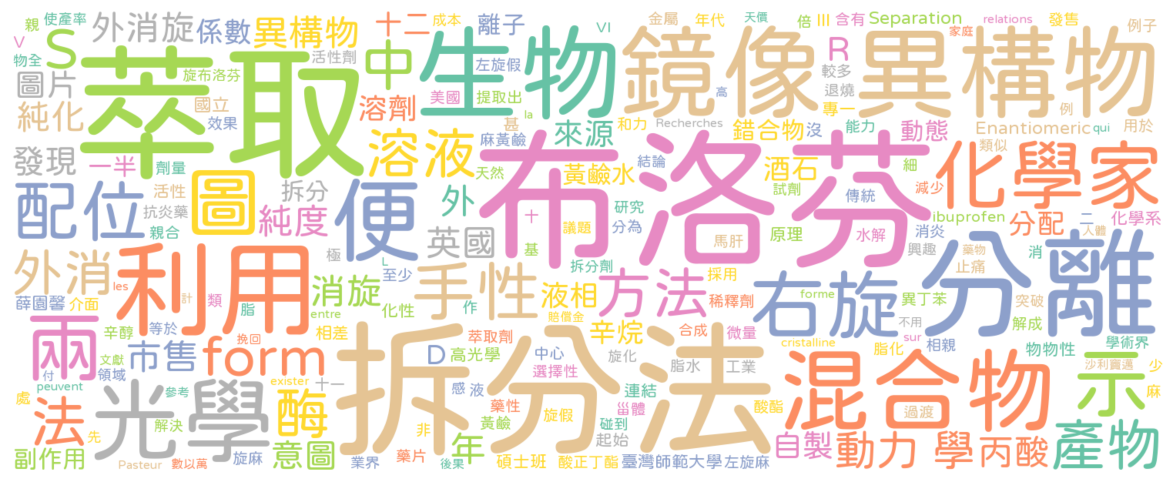 使產率 外消旋 係數 異構物 十二 成本 離子 VI 金屬 年代 天價 倍 III 含有 Separation relations 發售 例子
親 V 物全 S 活性劑 中 左旋假 生物 鏡像異構物 R 較多 家庭
圖片 旋布洛芬 萃取 溶劑 美國 提取出 高 退燒 專一 例
純化 國立 效果 麻黃鹼 甚 la 來源 和力 Recherches 錯合物 沒 能力 動態 Enantiomeric qui 用於
發現 一半 劑量 溶液 天然 布洛芬 結論 黃鹼水 酒石 試劑 傳統 細 類似 減少 化學家
配位 活性 抗炎藥 親合 圖 拆分 純度 便 外 十 基 研究 議題 分為 馬肝 原理 水解 消炎 興趣 ibuprofen 分配 二 人體 化學系
外消 利用 極 消旋 英國 L 至少 手性 液相 方法 拆分劑 採用 右旋 藥物 止痛 消 分離
薛園馨 介面 les 計 類 脂 entre 相差 化性 作 賠償金 辛烷 稀釋劑 合成 微量 forme 異丁苯 突破 解成
兩 辛醇 等於 挽回 市售 form D 萃取劑 高光學 中心 旋化 選擇性 脂水 工業 cristalline 脂化 不用 sur 相親 物物性 學術界
付 文獻 領域 peuvent 處 光學 參考 exister 十一 酶 感 液 拆分法 藥性 旋假 連結 甾體 酸酯 混合物 過渡 沙利竇邁 示 少 麻
法 先 解決 年 非 黃鹼 碰到 起始 自製 動力 學 丙酸 產物
副作用 Pasteur 數以萬 旋麻 意圖 業界 後果 藥片 碩士班 酸正丁酯 臺灣師範大學 左旋麻